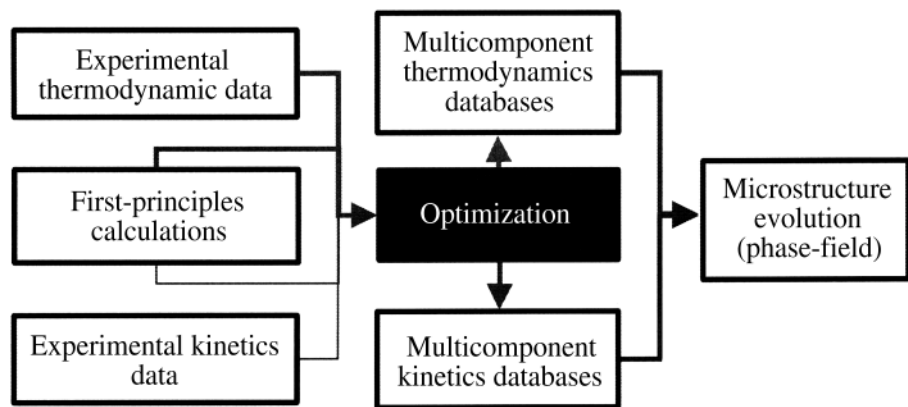 Experimental
thermodynamic data
First-principles
calculations
Experimental kinetics
data
Optimization
Multicomponent
thermodynamics
databases
Multicomponent
kinetics databases
Microstructure
evolution
(phase-field)